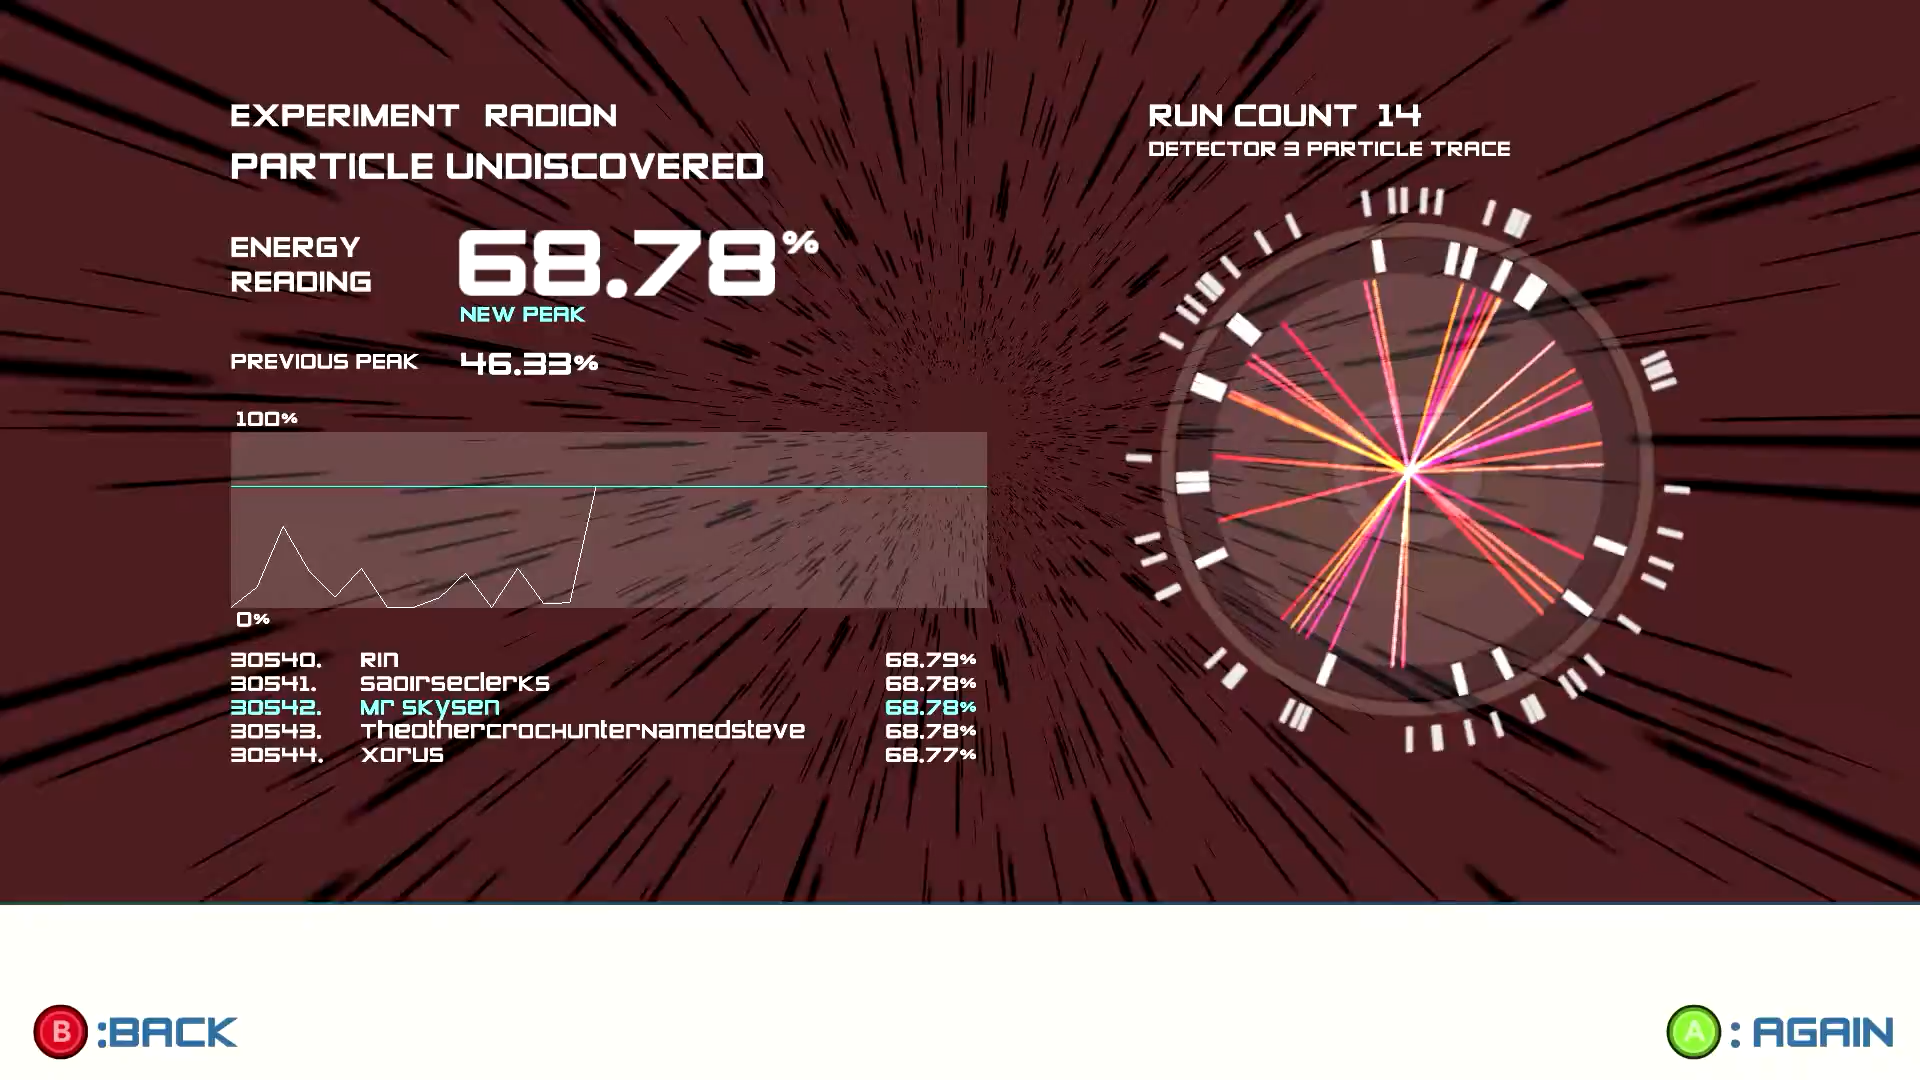 EXPERIMENT RADION
PARTICLE UNDISCOVERED
ENERGY
READING
68.78%
NEW PEAK
PREVIOUS PEAK 46.33%
100%
0%
30540. RIN 68.79%
30541. saoirseclerks 68.78%
30542. Mr Skysen 68.78%
30543. Theothercrochunternamedsteve 68.78%
30544. xorus 68.77%
RUN COUNT 14
DETECTOR 3 PARTICLE TRACE
B :BACK
A : AGAIN